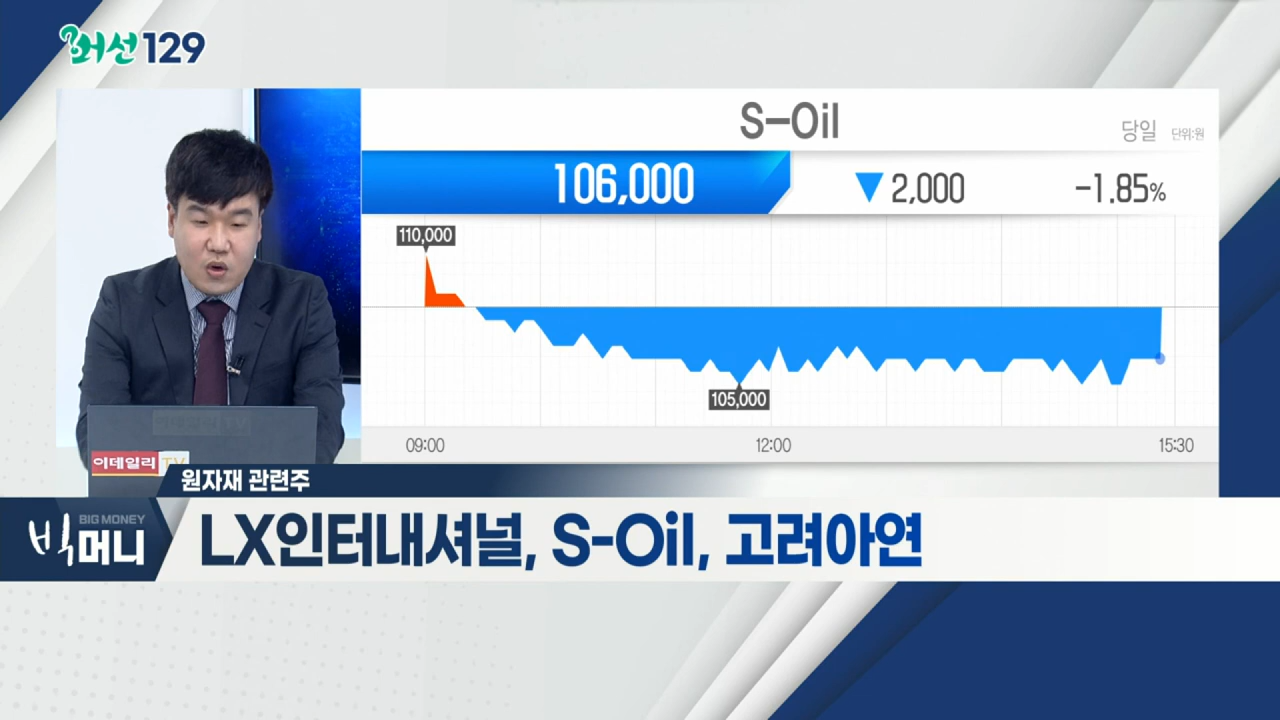 머선129
S-Oil
당일 단위:원
106,000 ▼2,000 -1.85%
110,000
105,000
09:00 12:00 15:30
이데일리TV
원자재 관련주
BIG MONEY
빅머니
LX인터내셔널, S-Oil, 고려아연